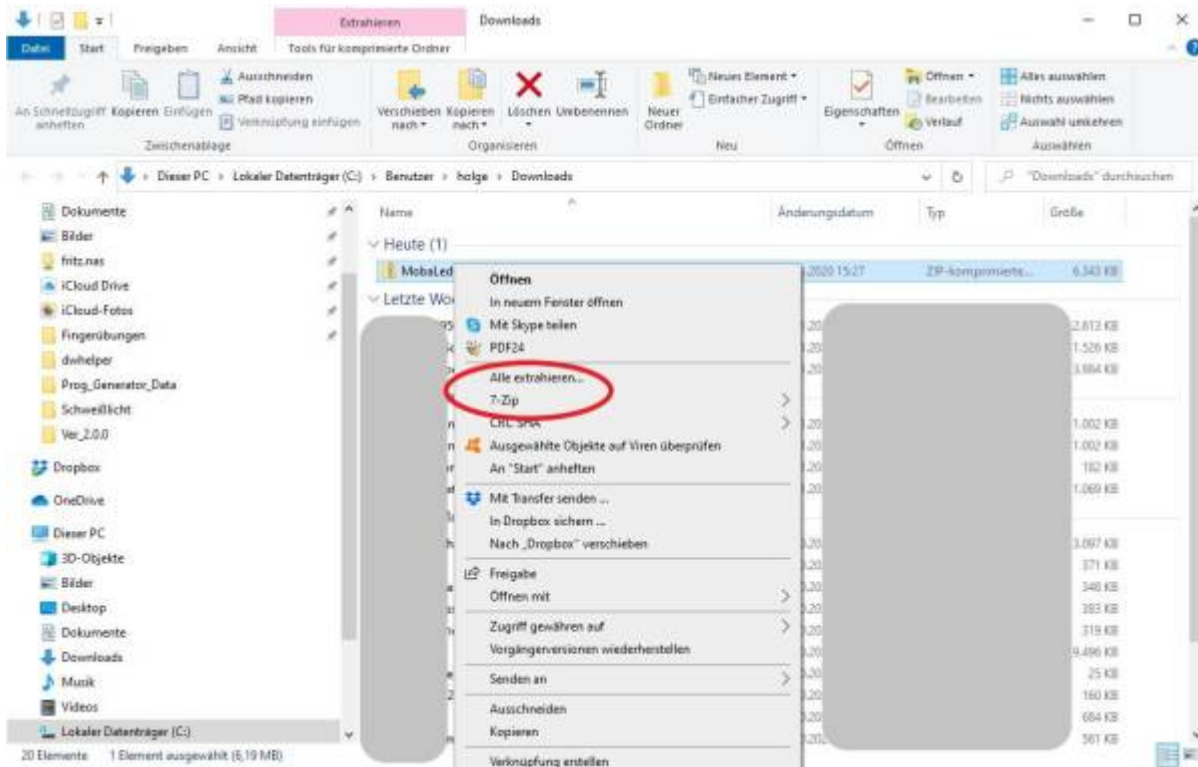 Extrahieren Downloads
Datei Start Freigeben Ansicht Tools für komprimierte Ordner
An Schnellzugriff anheften
Kopieren
Einfügen
Ausschneiden
Pfad kopieren
Verknüpfung einfügen
Verschieben nach
Kopieren nach
Löschen
Umbenennen
Neuer Ordner
Neues Element
Einfacher Zugriff
Eigenschaften
Öffnen
Bearbeiten
Verlauf
Alles auswählen
Nichts auswählen
Auswahl umkehren
Zwischenablage Organisieren Neu Öffnen Auswählen
Dieser PC › Lokaler Datenträger (C:) › Benutzer › holge › Downloads
"Downloads" durchsuchen
Dokumente
Bilder
fritz.nas
iCloud Drive
iCloud-Fotos
Fingerübungen
dwhelper
Prog_Generator_Data
Schweißlicht
Ver_2.0.0
Dropbox
OneDrive
Dieser PC
3D-Objekte
Bilder
Desktop
Dokumente
Downloads
Musik
Videos
Lokaler Datenträger (C:)
Name Änderungsdatum Typ Größe
Heute (1)
MobaLed .2020 15:27 ZIP-komprimierte... 6.343 KB
Letzte Wo
Öffnen
In neuem Fenster öffnen
Mit Skype teilen
PDF24
Alle extrahieren...
7-Zip
CRC SHA
Ausgewählte Objekte auf Viren überprüfen
An "Start" anheften
Mit Transfer senden ...
In Dropbox sichern ...
Nach „Dropbox" verschieben
Freigabe
Öffnen mit
Zugriff gewähren auf
Vorgängerversionen wiederherstellen
Senden an
Ausschneiden
Kopieren
Verknüpfung erstellen
2.613 KB
1.526 KB
3.984 KB
1.002 KB
1.002 KB
182 KB
1.069 KB
3.097 KB
371 KB
348 KB
383 KB
319 KB
9.496 KB
25 KB
160 KB
684 KB
561 KB
20 Elemente 1 Element ausgewählt (6,19 MB)